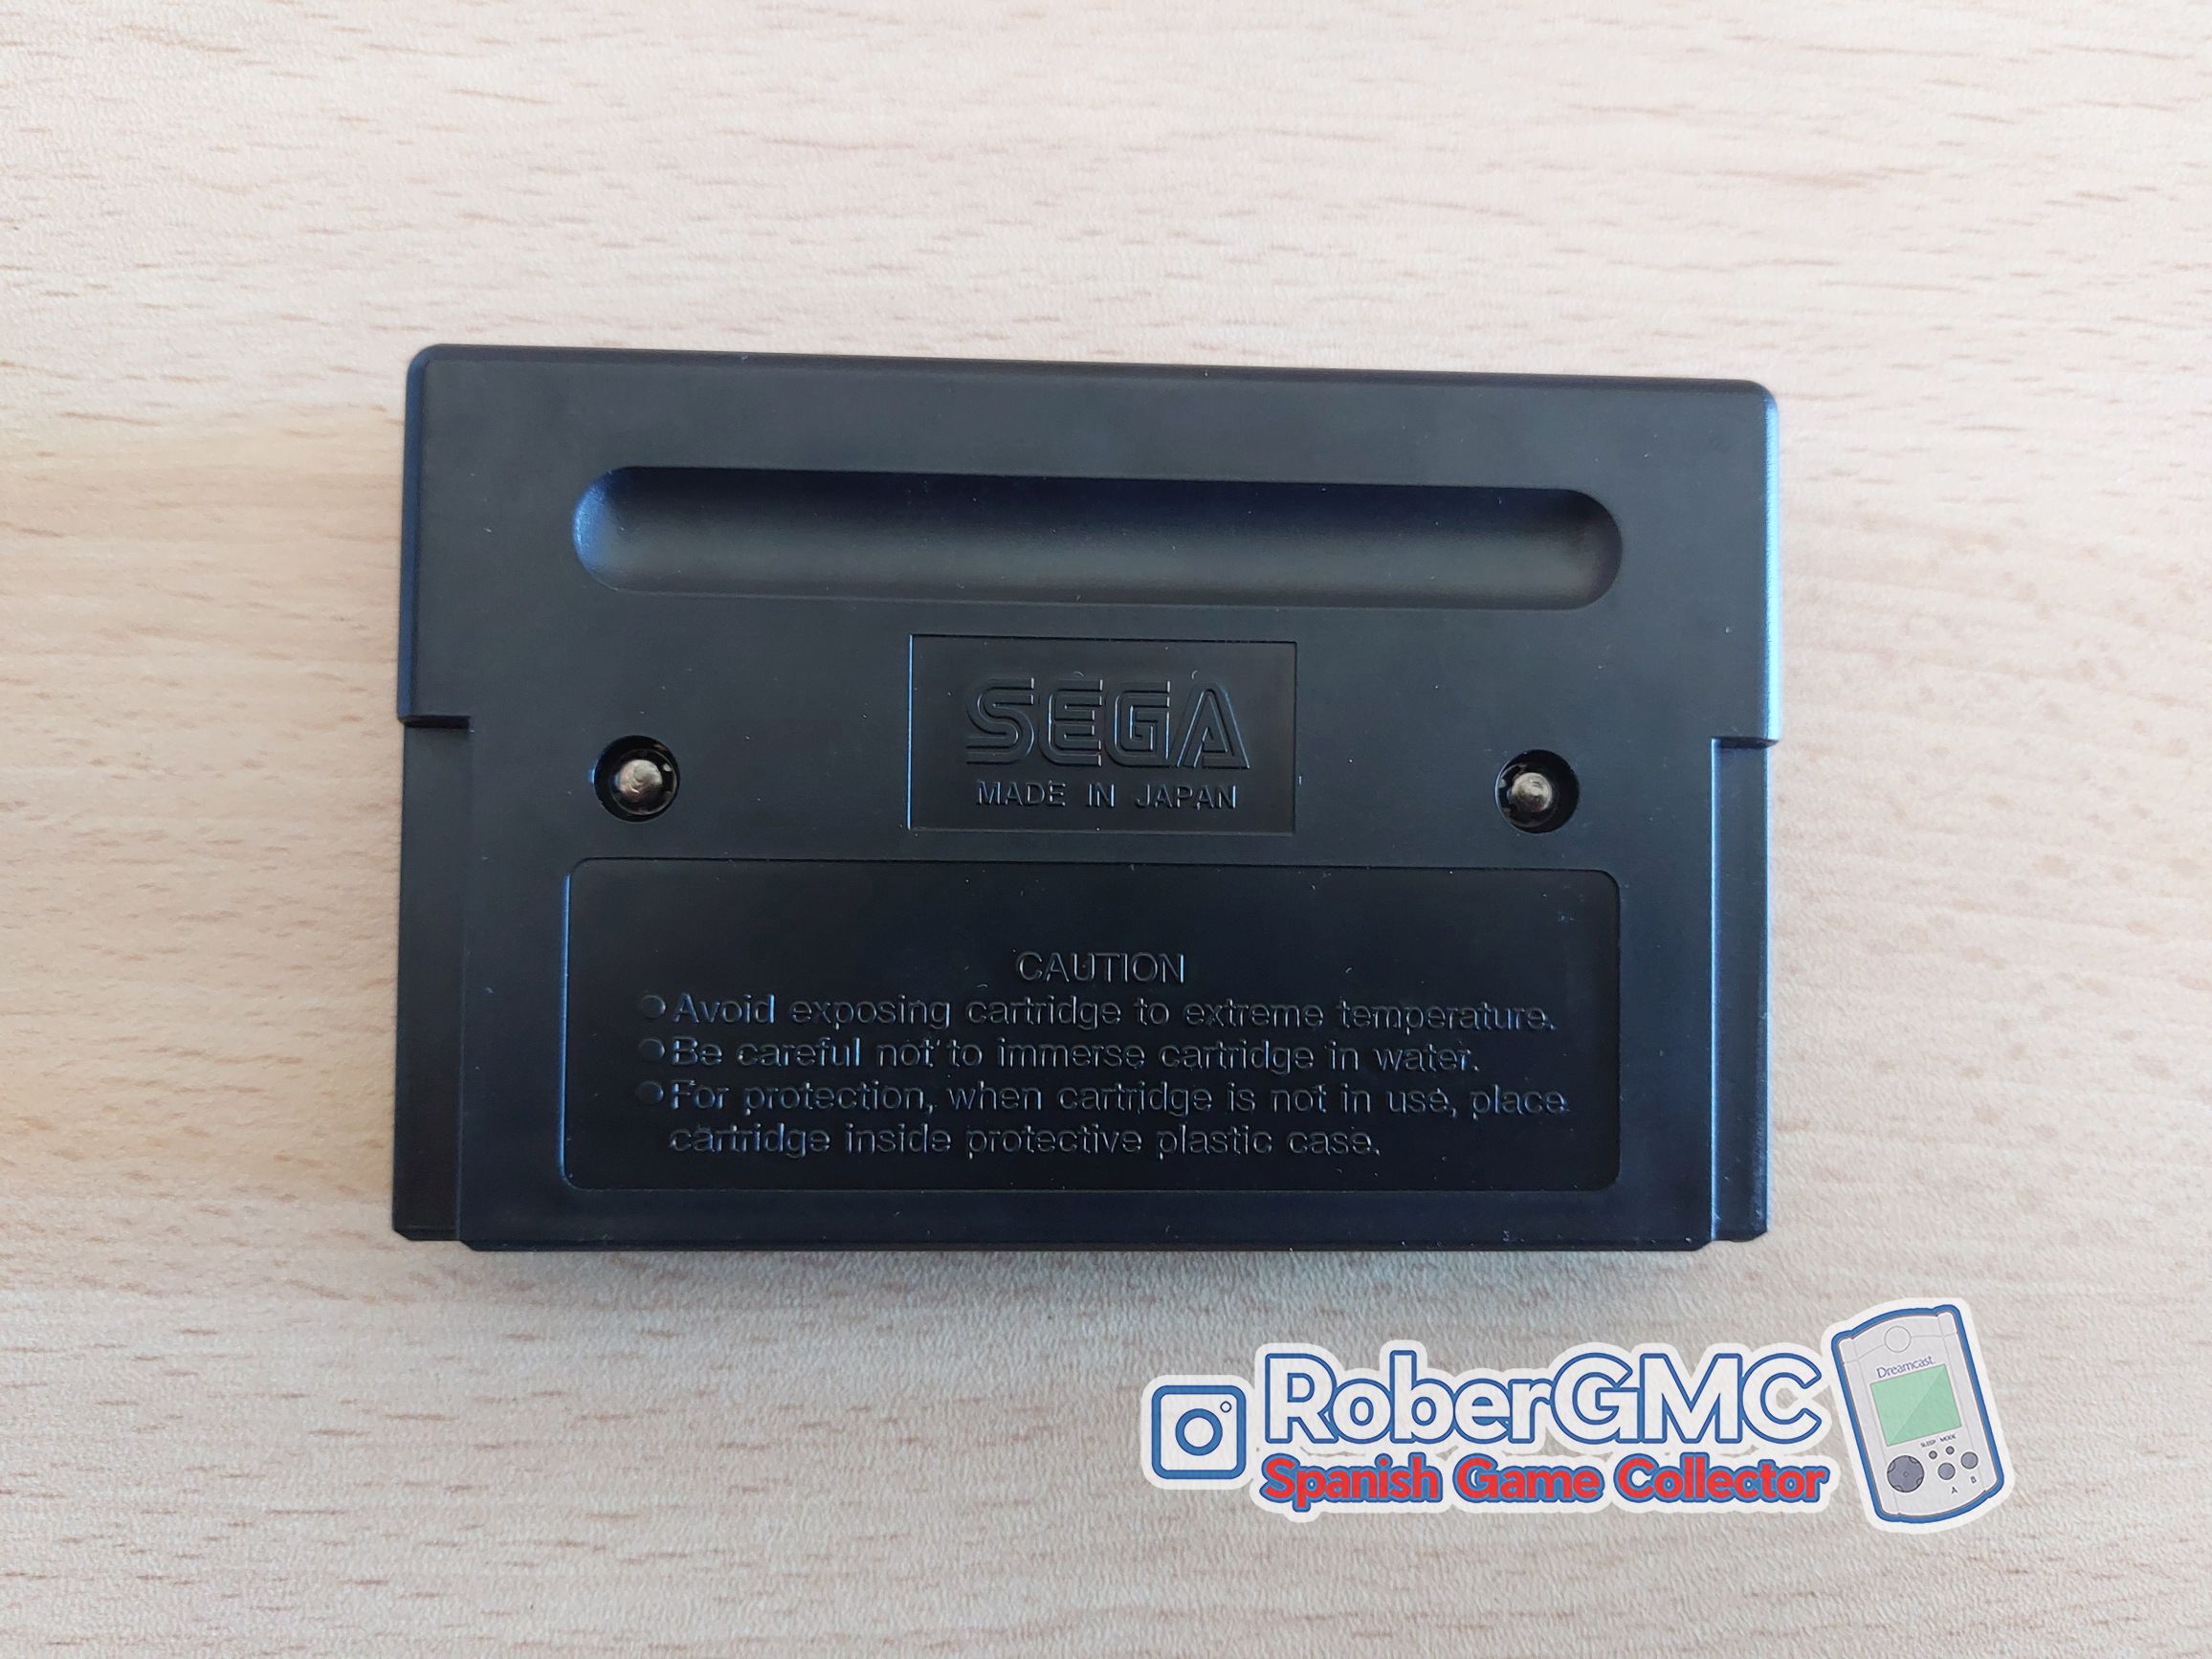 SEGA
MADE IN JAPAN
CAUTION
●Avoid exposing cartridge to extreme temperature.
●Be careful not to immerse cartridge in water.
●For protection, when cartridge is not in use, place
cartridge inside protective plastic case.
RoberGMC
Spanish Game Collector
Dreamcast
SLEEP MODE
A B